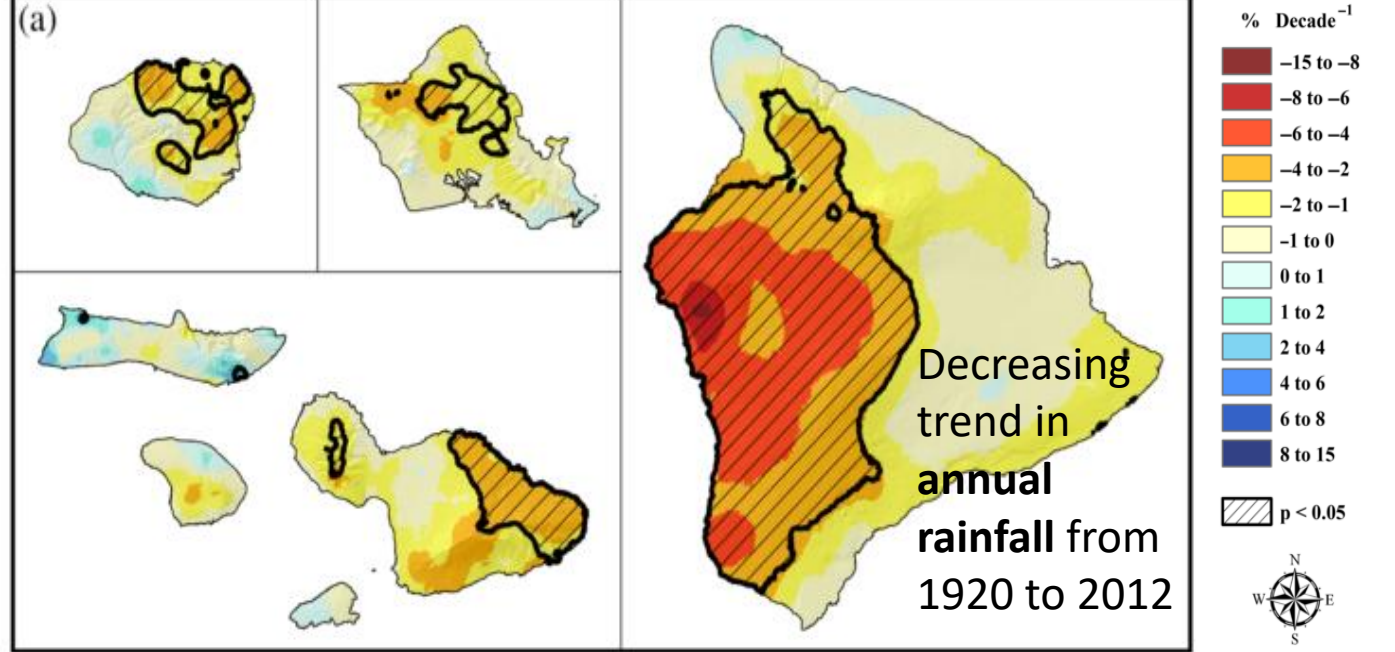 (a)
% Decade⁻¹
−15 to −8
−8 to −6
−6 to −4
−4 to −2
−2 to −1
−1 to 0
0 to 1
1 to 2
2 to 4
4 to 6
6 to 8
8 to 15
p < 0.05
N
W E
S
Decreasing
trend in
annual
rainfall from
1920 to 2012